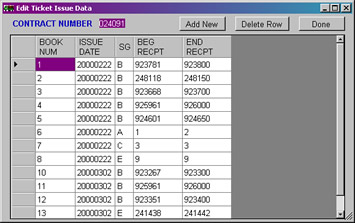 Edit Ticket Issue Data
CONTRACT NUMBER 024091 Add New Delete Row Done
BOOK NUM ISSUE DATE SG BEG RECPT END RECPT
1 20000222 B 923781 923800
2 20000222 B 248118 248150
3 20000222 B 923668 923700
4 20000222 B 925961 926000
5 20000222 B 924601 924650
6 20000222 A 1 2
7 20000222 C 3 3
8 20000222 E 9 9
10 20000302 B 923267 923300
11 20000302 B 925961 926000
12 20000302 B 923351 923400
13 20000302 E 241438 241442